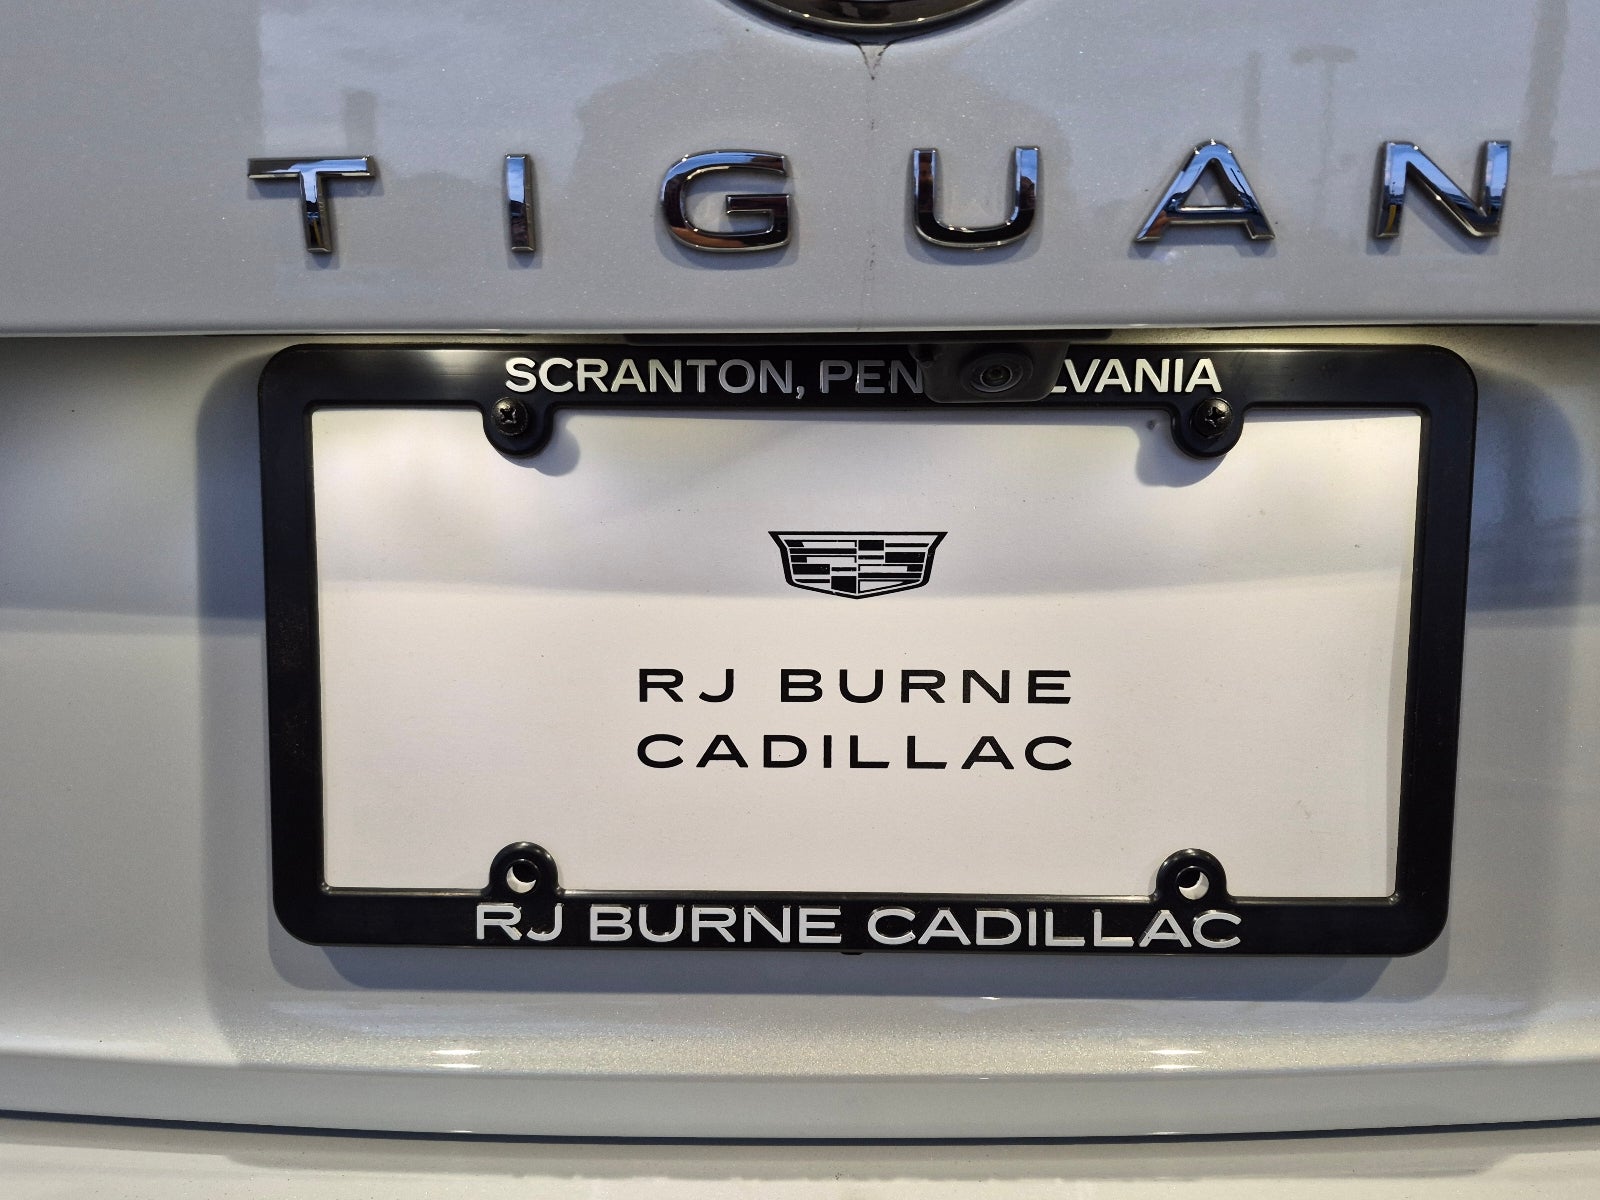 TIGUAN
SCRANTON, PEN LVANIA
RJ BURNE
CADILLAC
RJ BURNE CADILLAC